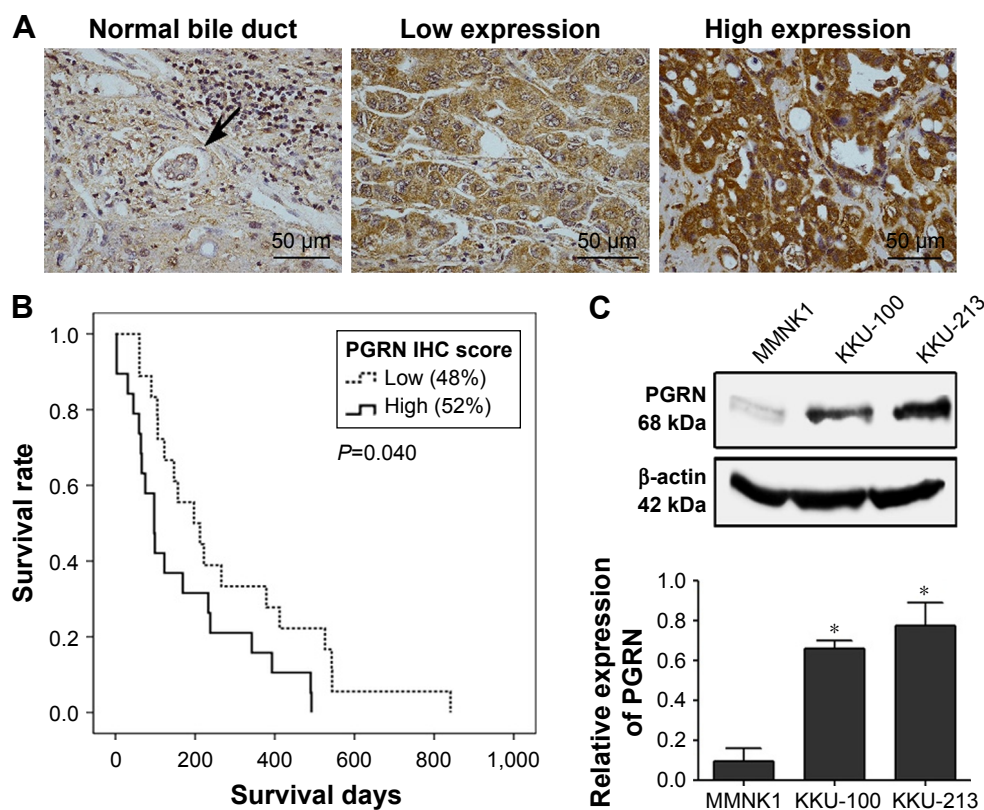 A
Normal bile duct
Low expression
High expression
50 µm
50 µm
50 µm
B
Survival rate
1.0
0.8
0.6
0.4
0.2
0.0
0
200
400
600
800
1,000
Survival days
PGRN IHC score
Low (48%)
High (52%)
P=0.040
C
MMNK1
KKU-100
KKU-213
PGRN
68 kDa
β-actin
42 kDa
Relative expression
of PGRN
1.0
0.8
0.6
0.4
0.2
0.0
*
*
MMNK1
KKU-100
KKU-213